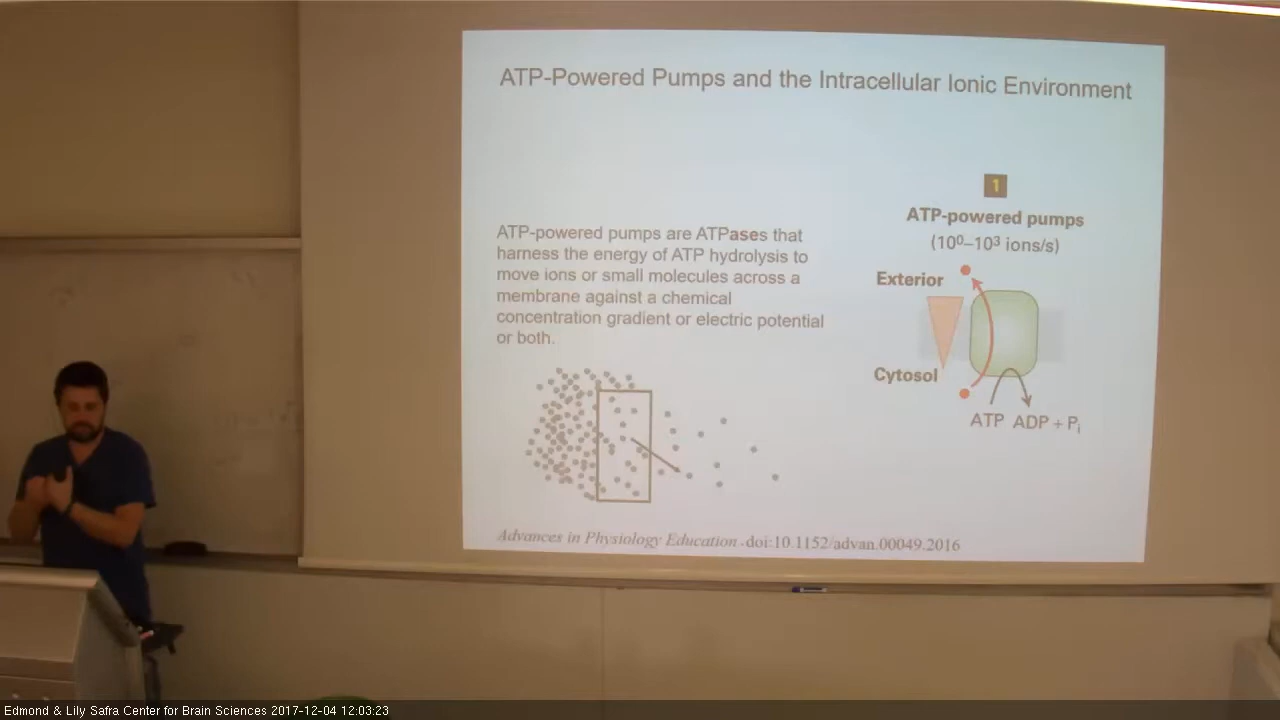 ATP-Powered Pumps and the Intracellular Ionic Environment
ATP-powered pumps are ATPases that
harness the energy of ATP hydrolysis to
move ions or small molecules across a
membrane against a chemical
concentration gradient or electric potential
or both.
1
ATP-powered pumps
(10⁰–10³ ions/s)
Exterior
Cytosol
ATP ADP + Pᵢ
Advances in Physiology Education . doi:10.1152/advan.00049.2016
Edmond & Lily Safra Center for Brain Sciences 2017-12-04 12:03:23